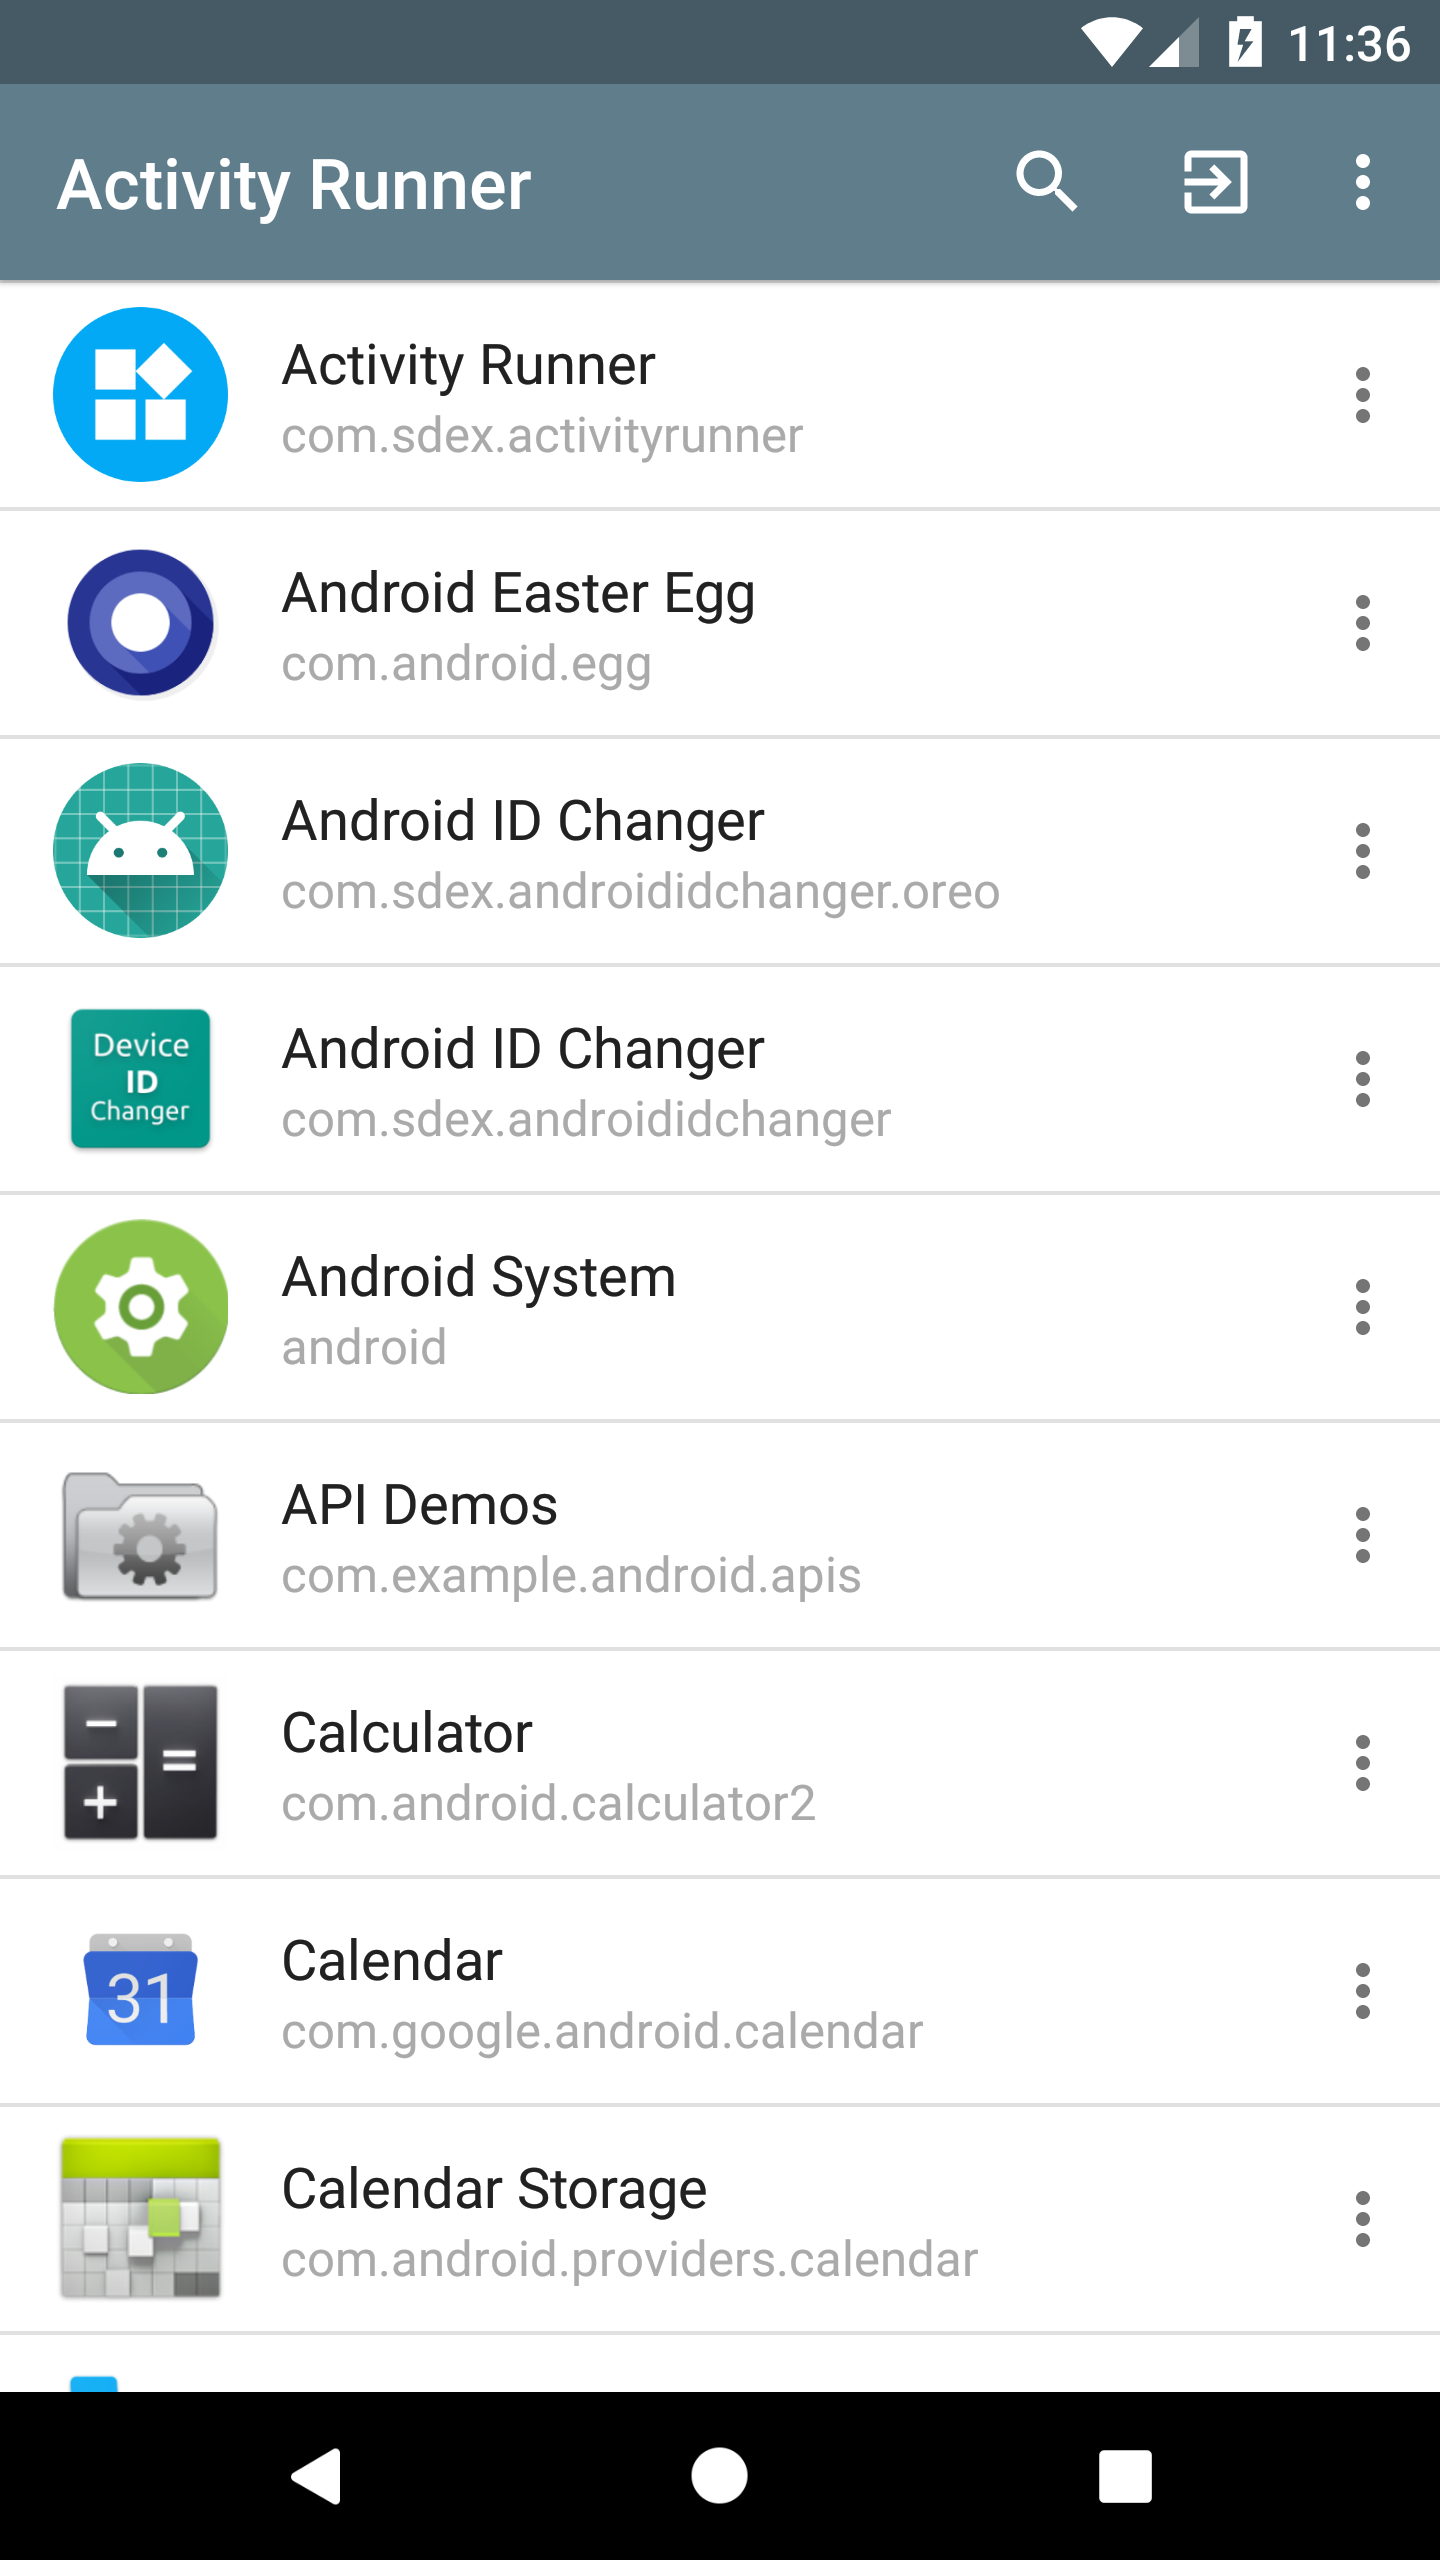 11:36
Activity Runner
Activity Runner
com.sdex.activityrunner
Android Easter Egg
com.android.egg
Android ID Changer
com.sdex.androididchanger.oreo
Device
ID
Changer
Android ID Changer
com.sdex.androididchanger
Android System
android
API Demos
com.example.android.apis
Calculator
com.android.calculator2
31
Calendar
com.google.android.calendar
Calendar Storage
com.android.providers.calendar